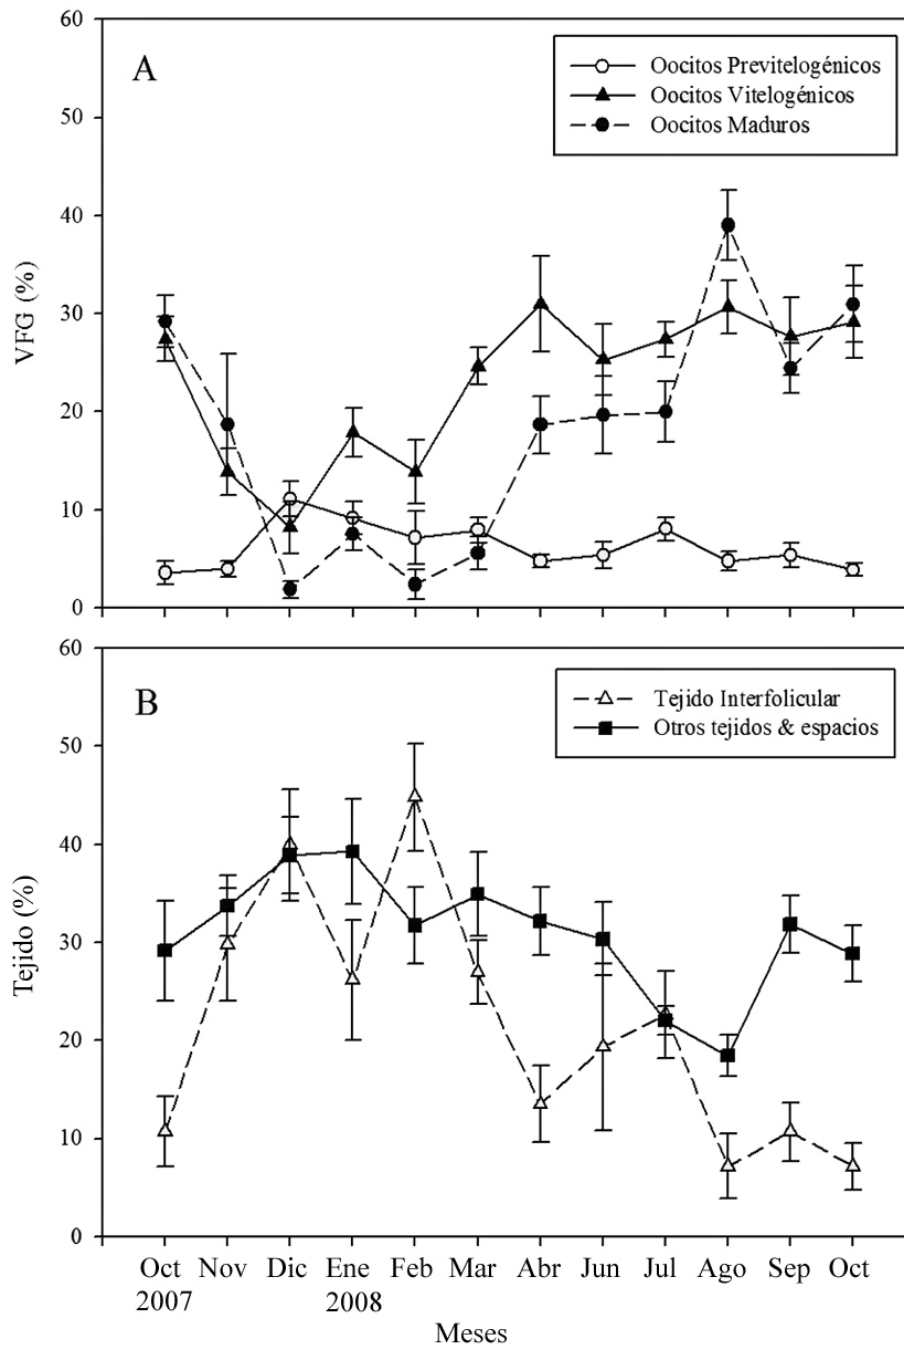 60
A
Oocitos Previtelogénicos
Oocitos Vitelogénicos
Oocitos Maduros
50
40
VFG (%)
30
20
10
0
60
B
Tejido Interfolicular
Otros tejidos & espacios
50
40
Tejido (%)
30
20
10
0
Oct Nov Dic Ene Feb Mar Abr Jun Jul Ago Sep Oct
2007 2008
Meses